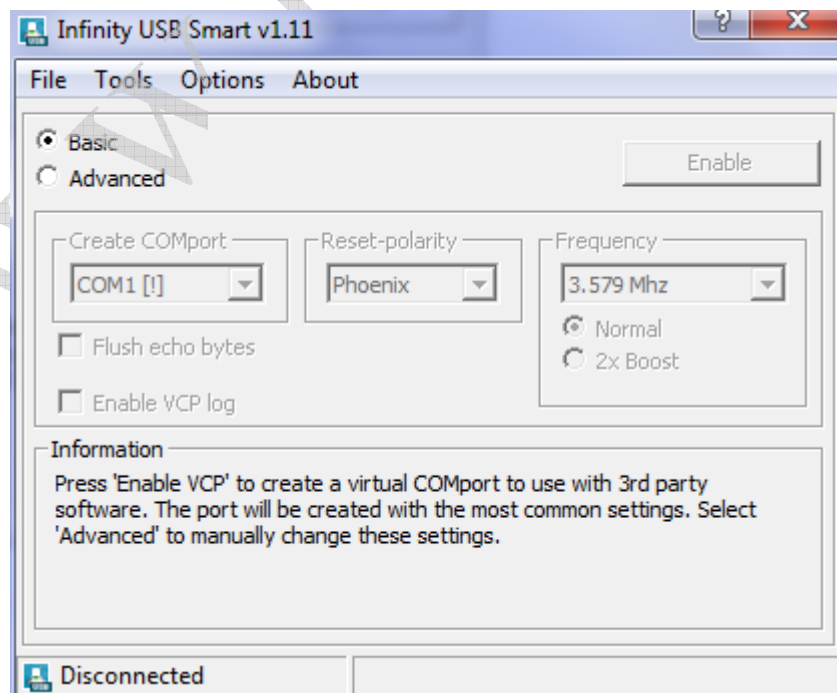 Infinity USB Smart v1.11
File Tools Options About
Basic
Advanced
Enable
Create COMport
COM1 [!]
Reset-polarity
Phoenix
Frequency
3.579 Mhz
Normal
2x Boost
Flush echo bytes
Enable VCP log
Information
Press 'Enable VCP' to create a virtual COMport to use with 3rd party
software. The port will be created with the most common settings. Select
'Advanced' to manually change these settings.
Disconnected